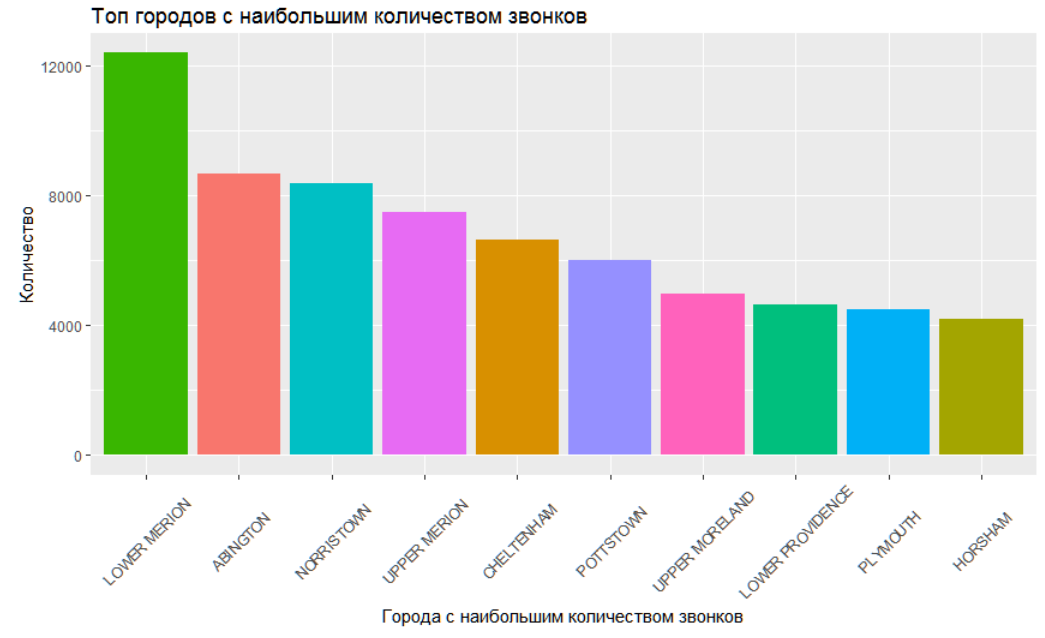 Топ городов с наибольшим количеством звонков
Количество
12000
8000
4000
0
LOWER MERION
ABINGTON
NORRISTOWN
UPPER MERION
CHELTENHAM
POTTSTOWN
UPPER MORELAND
LOWER PROVIDENCE
PLYMOUTH
HORSHAM
Города с наибольшим количеством звонков